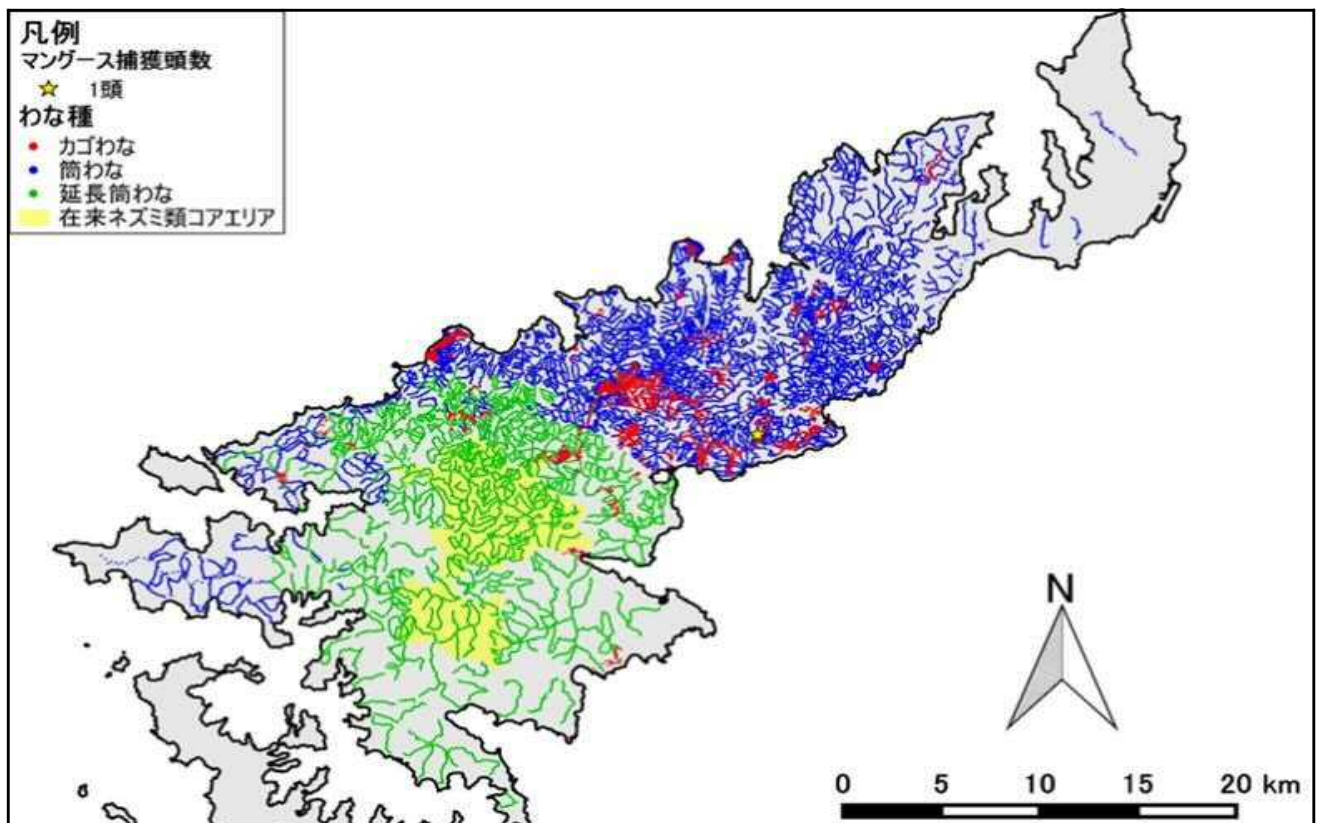 凡例
マングース捕獲頭数
1頭
わな種
カゴわな
筒わな
延長筒わな
在来ネズミ類コアエリア
N
0 5 10 15 20 km